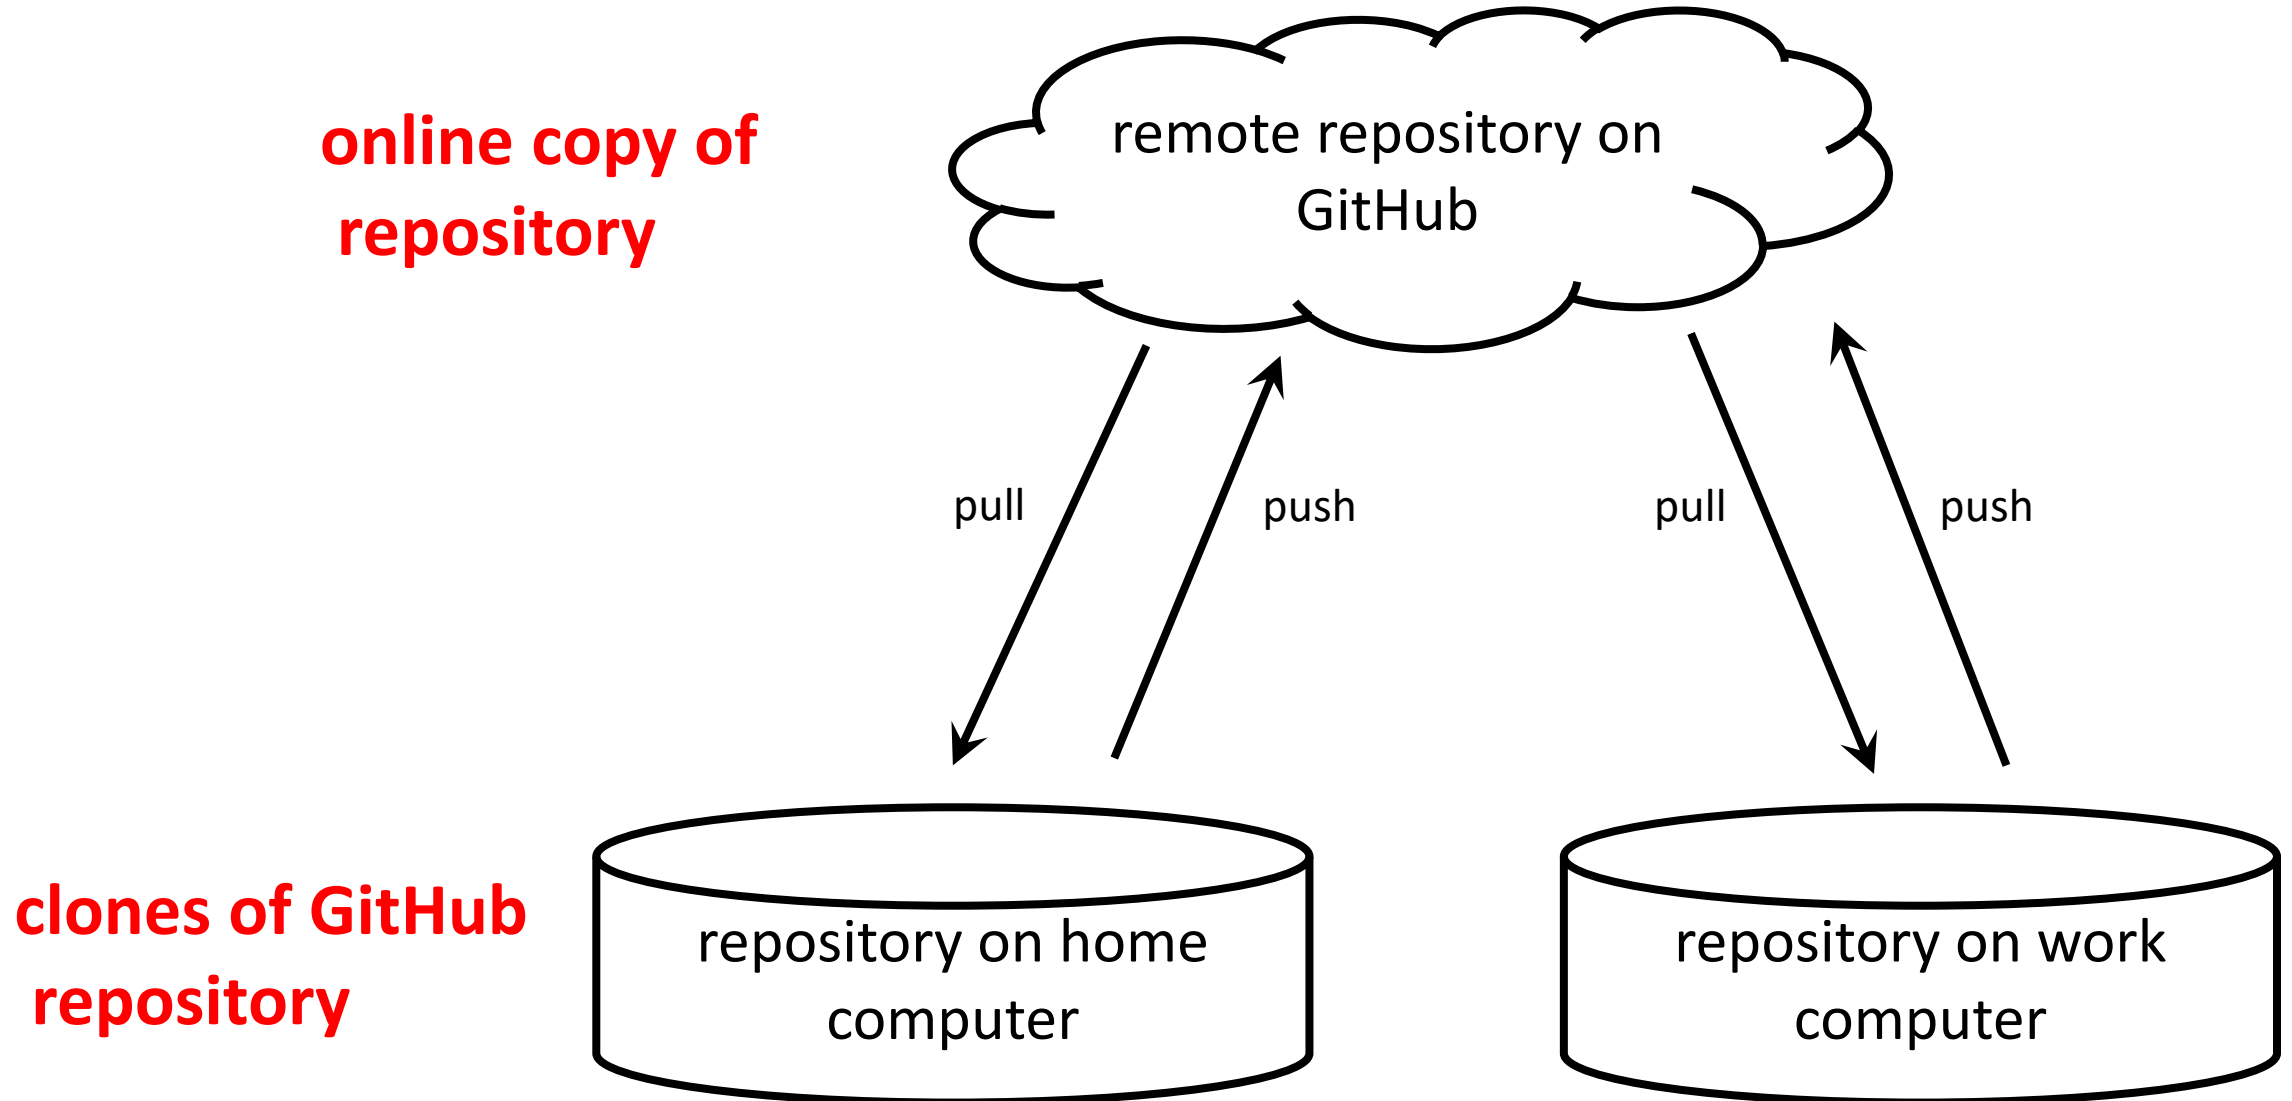 online copy of
repository
remote repository on
GitHub
pull
push
pull
push
clones of GitHub
repository
repository on home
computer
repository on work
computer